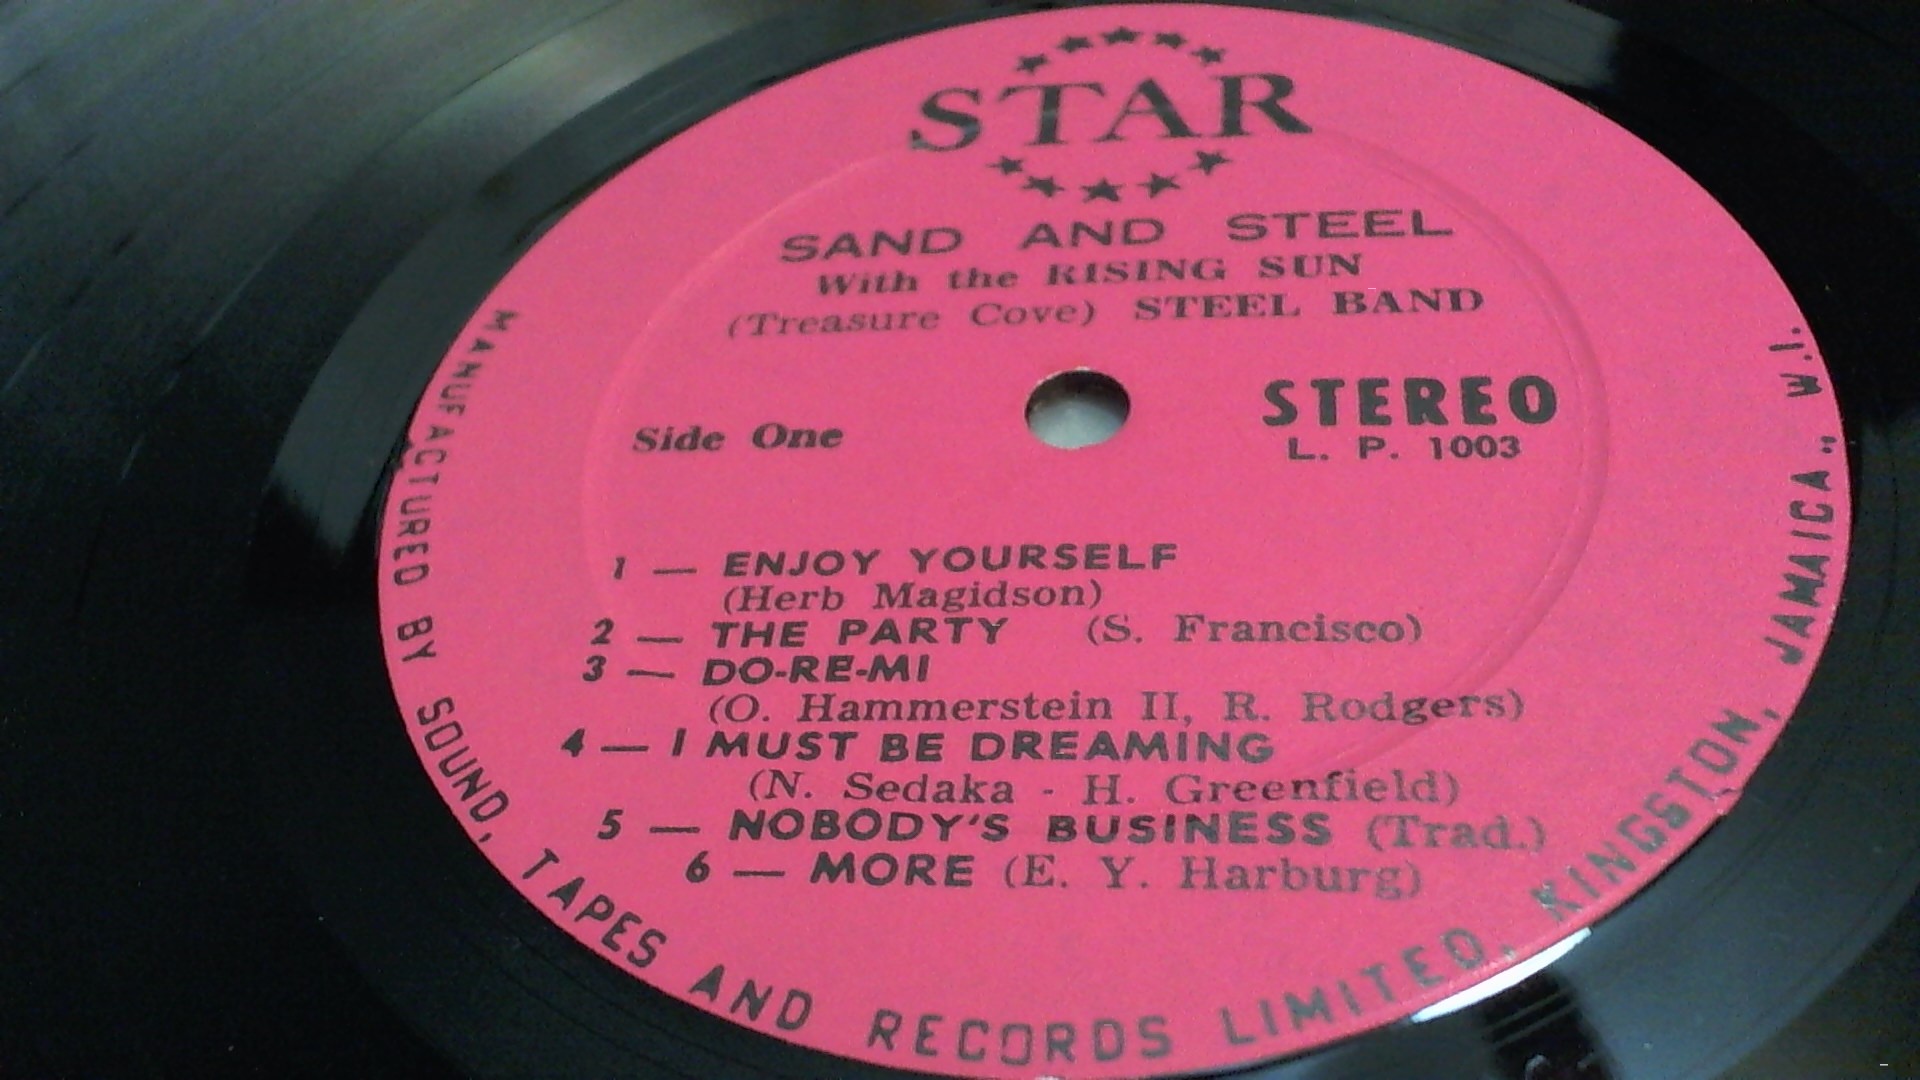 STAR
SAND AND STEEL
With the RISING SUN
(Treasure Cove) STEEL BAND
STEREO
Side One
L. P. 1003
1 — ENJOY YOURSELF
(Herb Magidson)
2 — THE PARTY (S. Francisco)
3 — DO-RE-MI
(O. Hammerstein II, R. Rodgers)
4 — I MUST BE DREAMING
(N. Sedaka - H. Greenfield)
5 — NOBODY'S BUSINESS (Trad.)
6 — MORE (E. Y. Harburg)
MANUFACTURED BY SOUND, TAPES AND RECORDS LIMITED, KINGSTON, JAMAICA,, W.I.